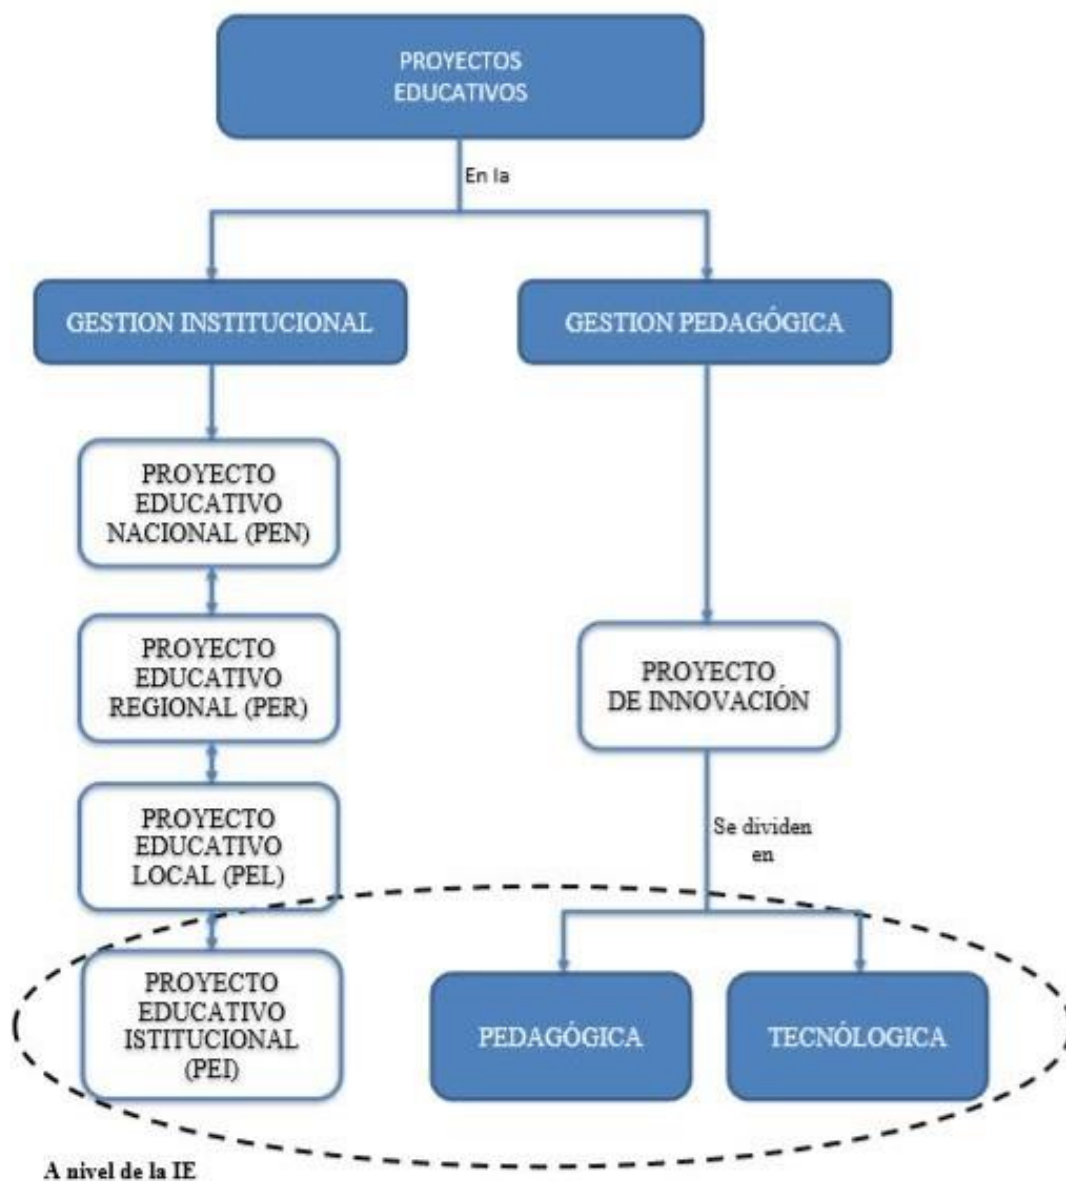 PROYECTOS
EDUCATIVOS
En la
GESTION INSTITUCIONAL
GESTION PEDAGÓGICA
PROYECTO
EDUCATIVO
NACIONAL (PEN)
PROYECTO
EDUCATIVO
REGIONAL (PER)
PROYECTO
DE INNOVACIÓN
PROYECTO
EDUCATIVO
LOCAL (PEL)
Se dividen
en
PROYECTO
EDUCATIVO
ISTITUCIONAL
(PEI)
PEDAGÓGICA
TECNÓLOGICA
A nivel de la IE